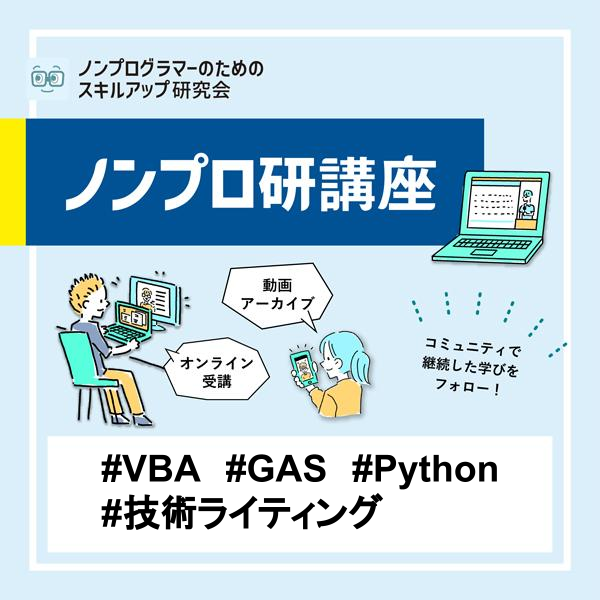 ノンプログラマーのための
スキルアップ研究会
ノンプロ研講座
動画
アーカイブ
オンライン
受講
コミュニティで
継続した学びを
フォロー！
#VBA #GAS #Python
#技術ライティング